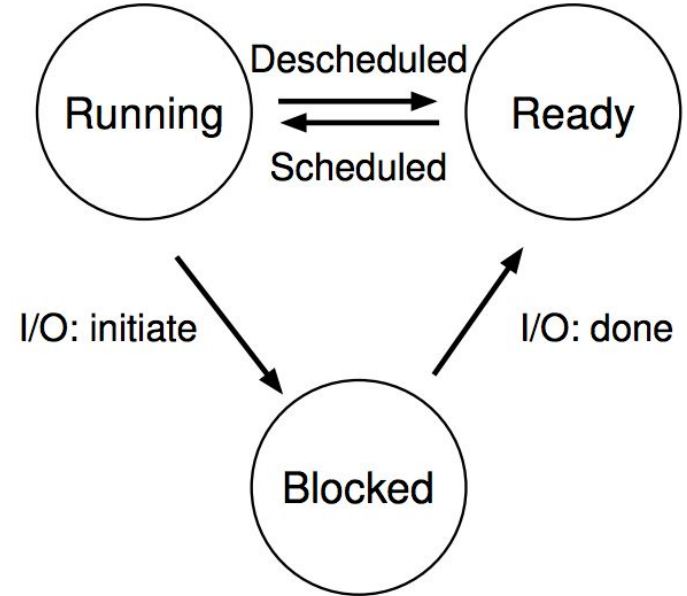 Descheduled
Running
Ready
Scheduled
I/O: initiate
I/O: done
Blocked